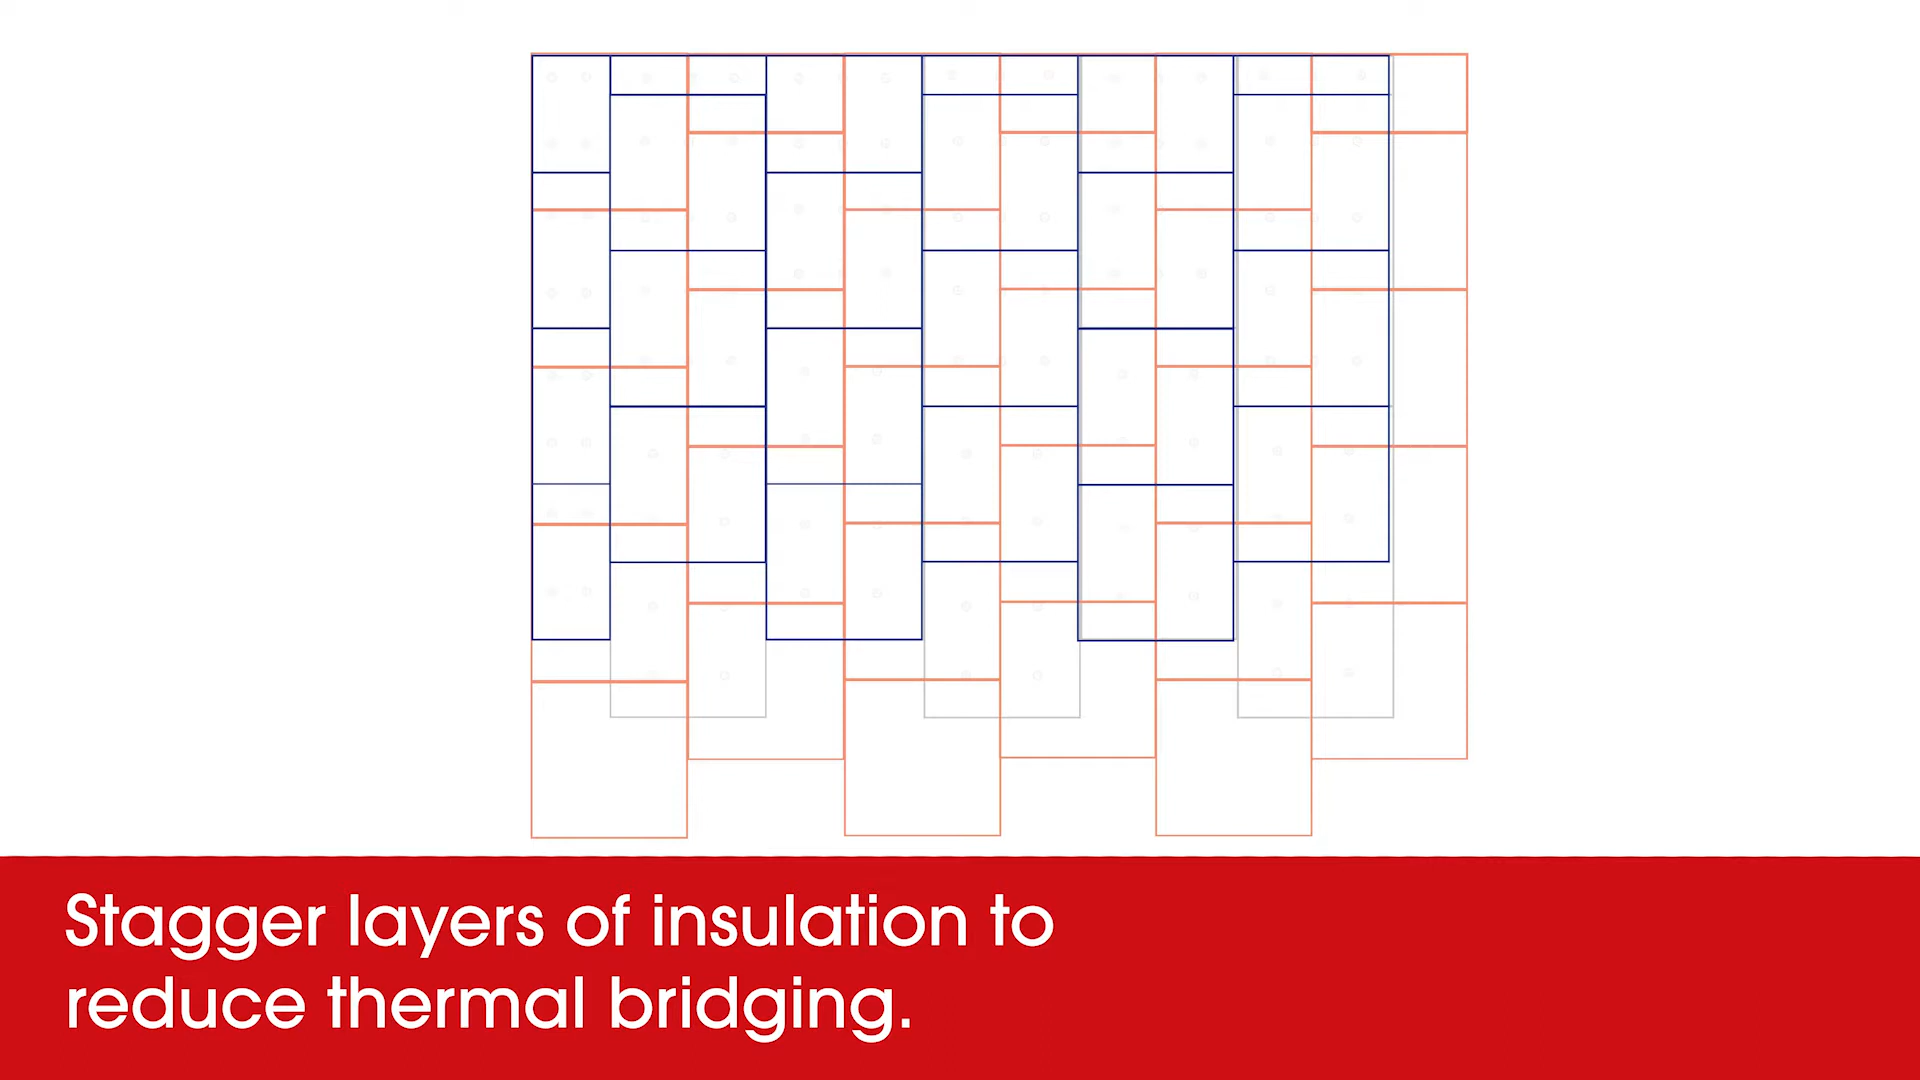 Stagger layers of insulation to
reduce thermal bridging.